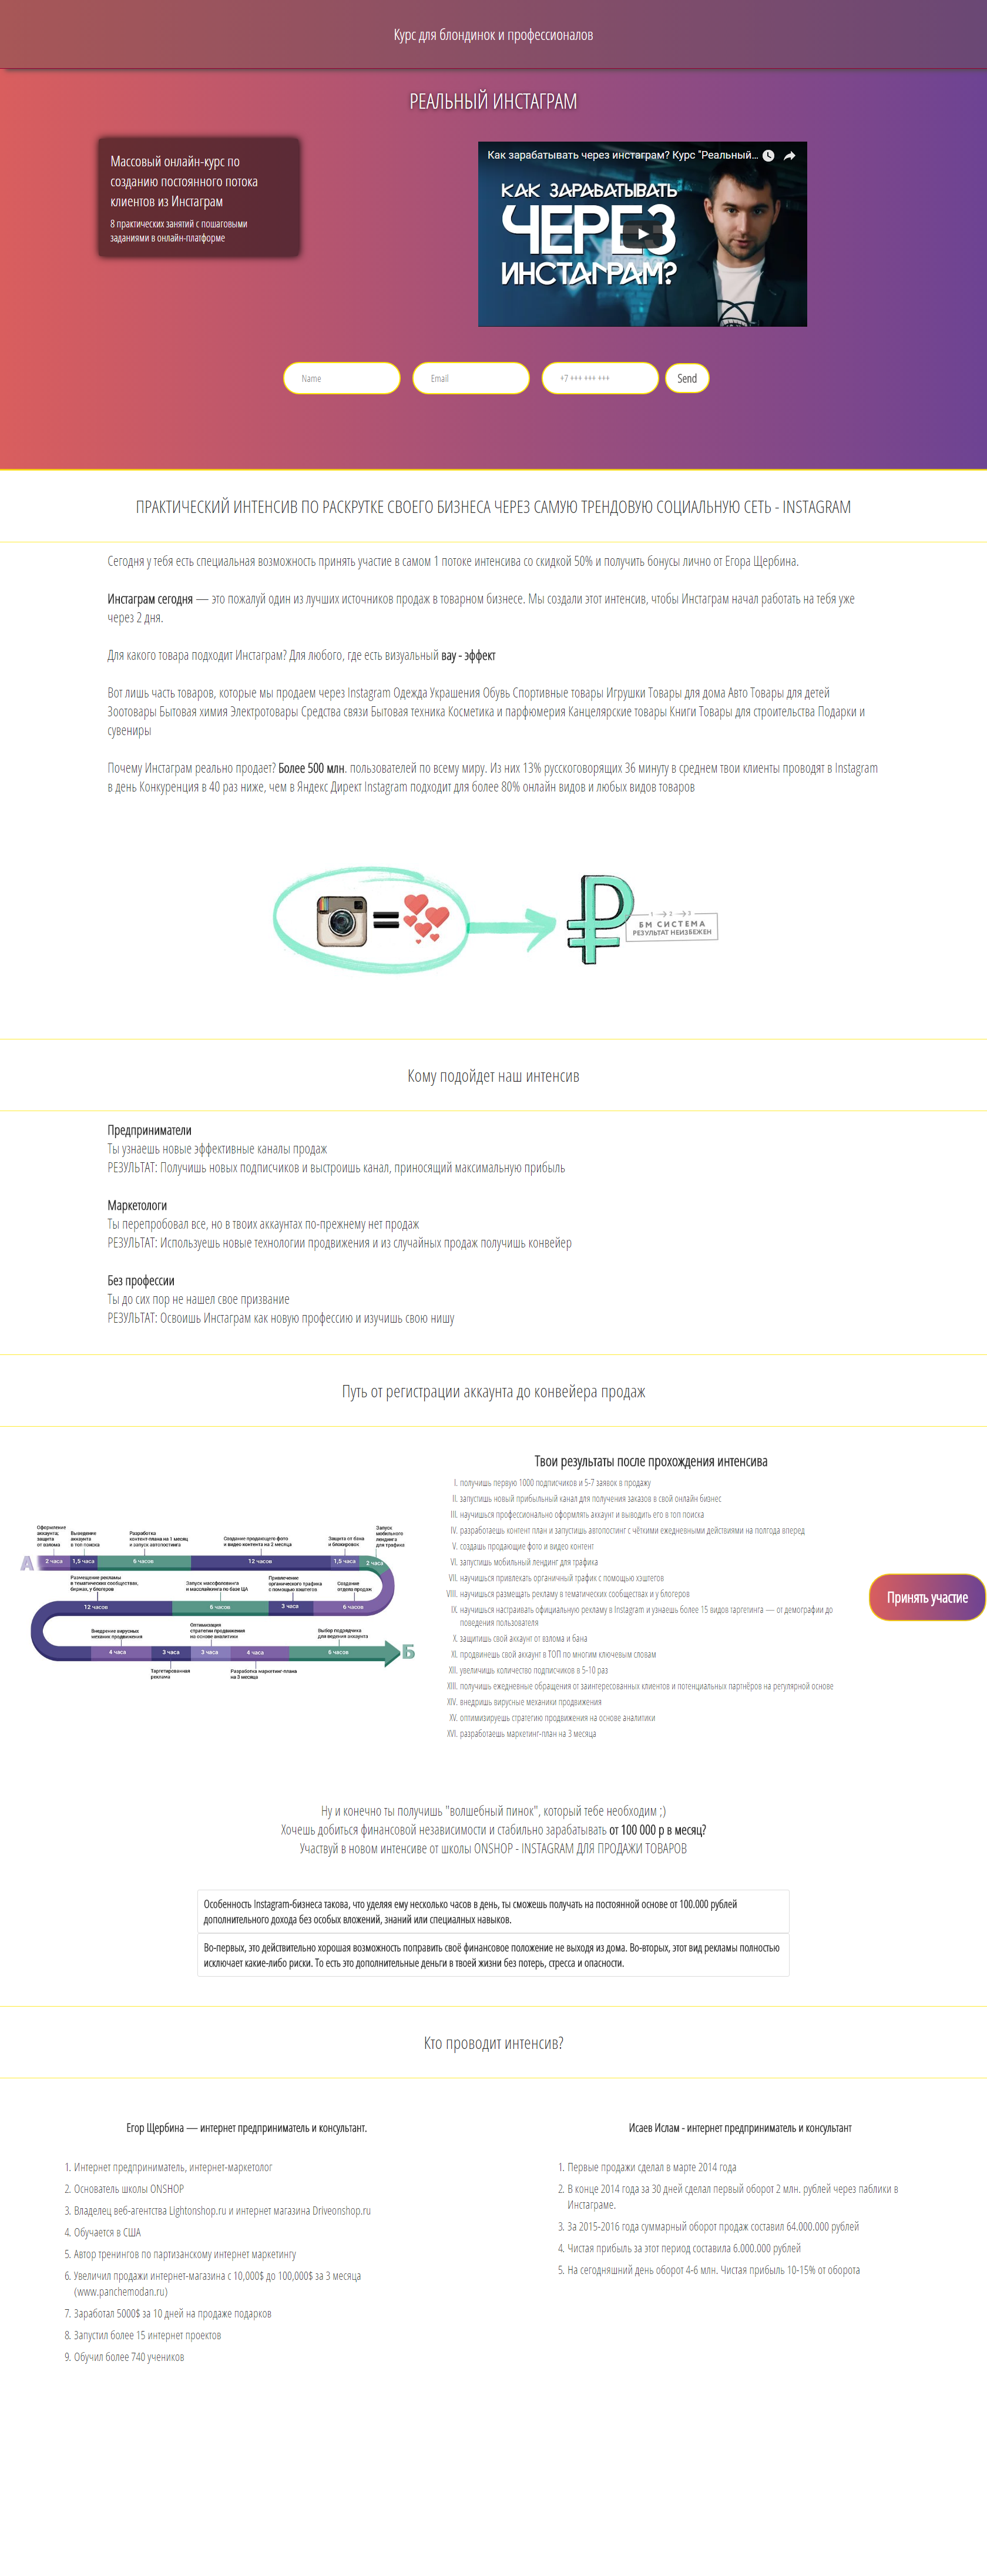 Курс для блондинок и профессионалов
РЕАЛЬНЫЙ ИНСТАГРАМ
Массовый онлайн-курс по
созданию постоянного потока
клиентов из Инстаграм
8 практических занятий с пошаговыми
заданиями в онлайн-платформе
Как зарабатывать через инстаграм? Курс "Реальный...
КАК ЗАРАБАТЫВАТЬ
ЧЕРЕЗ
ИНСТАГРАМ?
Name
Email
+7 +++ +++ +++
Send
ПРАКТИЧЕСКИЙ ИНТЕНСИВ ПО РАСКРУТКЕ СВОЕГО БИЗНЕСА ЧЕРЕЗ САМУЮ ТРЕНДОВУЮ СОЦИАЛЬНУЮ СЕТЬ - INSTAGRAM
Сегодня у тебя есть специальная возможность принять участие в самом 1 потоке интенсива со скидкой 50% и получить бонусы лично от Егора Щербина.
Инстаграм сегодня — это пожалуй один из лучших источников продаж в товарном бизнесе. Мы создали этот интенсив, чтобы Инстаграм начал работать на тебя уже
через 2 дня.
Для какого товара подходит Инстаграм? Для любого, где есть визуальный вау - эффект
Вот лишь часть товаров, которые мы продаем через Instagram Одежда Украшения Обувь Спортивные товары Игрушки Товары для дома Авто Товары для детей
Зоотовары Бытовая химия Электротовары Средства связи Бытовая техника Косметика и парфюмерия Канцелярские товары Книги Товары для строительства Подарки и
сувениры
Почему Инстаграм реально продает? Более 500 млн. пользователей по всему миру. Из них 13% русскоговорящих 36 минуту в среднем твои клиенты проводят в Instagram
в день Конкуренция в 40 раз ниже, чем в Яндекс Директ Instagram подходит для более 80% онлайн видов и любых видов товаров
1 2 3
БМ СИСТЕМА
РЕЗУЛЬТАТ НЕИЗБЕЖЕН
Кому подойдет наш интенсив
Предприниматели
Ты узнаешь новые эффективные каналы продаж
РЕЗУЛЬТАТ: Получишь новых подписчиков и выстроишь канал, приносящий максимальную прибыль
Маркетологи
Ты перепробовал все, но в твоих аккаунтах по-прежнему нет продаж
РЕЗУЛЬТАТ: Используешь новые технологии продвижения и из случайных продаж получишь конвейер
Без профессии
Ты до сих пор не нашел свое призвание
РЕЗУЛЬТАТ: Освоишь Инстаграм как новую профессию и изучишь свою нишу
Путь от регистрации аккаунта до конвейера продаж
Оформление
аккаунта;
защита
от взлома
Выведение
аккаунта
в топ поиска
Разработка
контент-плана на 1 месяц
и запуск автопостинга
Создание продающего фото
и видео контента на 2 месяца
Защита от бана
и блокировок
Запуск
мобильного
лендинга
для трафика
А
2 часа
1,5 часа
6 часов
12 часов
1,5 часа
2 часа
Размещение рекламы
в тематических сообществах,
биржах, у блогеров
Запуск массфоловинга
и масслайкинга по базе ЦА
Привлечение
органического трафика
с помощью хэштегов
Создание
отдела продаж
12 часов
6 часов
3 часа
6 часов
Внедрение вирусных
механик продвижения
Оптимизация
стратегии продвижения
на основе аналитики
Выбор подрядчика
для ведения аккаунта
4 часа
3 часа
3 часа
4 часа
6 часов
Б
Таргетированная
реклама
Разработка маркетинг-плана
на 3 месяца
Твои результаты после прохождения интенсива
I. получишь первую 1000 подписчиков и 5-7 заявок в продажу
II. запустишь новый прибыльный канал для получения заказов в свой онлайн бизнес
III. научишься профессионально оформлять аккаунт и выводить его в топ поиска
IV. разработаешь контент план и запустишь автопостинг с чёткими ежедневными действиями на полгода вперед
V. создашь продающие фото и видео контент
VI. запустишь мобильный лендинг для трафика
VII. научишься привлекать органичный трафик с помощью хэштегов
VIII. научишься размещать рекламу в тематических сообществах и у блогеров
IX. научишься настраивать официальную рекламу в Instagram и узнаешь более 15 видов таргетинга — от демографии до
поведения пользователя
X. защитишь свой аккаунт от взлома и бана
XI. продвинешь свой аккаунт в ТОП по многим ключевым словам
XII. увеличишь количество подписчиков в 5-10 раз
XIII. получишь ежедневные обращения от заинтересованных клиентов и потенциальных партнёров на регулярной основе
XIV. внедришь вирусные механики продвижения
XV. оптимизируешь стратегию продвижения на основе аналитики
XVI. разработаешь маркетинг-план на 3 месяца
Принять участие
Ну и конечно ты получишь "волшебный пинок", который тебе необходим ;)
Хочешь добиться финансовой независимости и стабильно зарабатывать от 100 000 р в месяц?
Участвуй в новом интенсиве от школы ONSHOP - INSTAGRAM ДЛЯ ПРОДАЖИ ТОВАРОВ
Особенность Instagram-бизнеса такова, что уделяя ему несколько часов в день, ты сможешь получать на постоянной основе от 100.000 рублей
дополнительного дохода без особых вложений, знаний или специалных навыков.
Во-первых, это действительно хорошая возможность поправить своё финансовое положение не выходя из дома. Во-вторых, этот вид рекламы полностью
исключает какие-либо риски. То есть это дополнительные деньги в твоей жизни без потерь, стресса и опасности.
Кто проводит интенсив?
Егор Щербина — интернет предприниматель и консультант.
1. Интернет предприниматель, интернет-маркетолог
2. Основатель школы ONSHOP
3. Владелец веб-агентства Lightonshop.ru и интернет магазина Driveonshop.ru
4. Обучается в США
5. Автор тренингов по партизанскому интернет маркетингу
6. Увеличил продажи интернет-магазина с 10,000$ до 100,000$ за 3 месяца
(www.panchemodan.ru)
7. Заработал 5000$ за 10 дней на продаже подарков
8. Запустил более 15 интернет проектов
9. Обучил более 740 учеников
Исаев Ислам - интернет предприниматель и консультант
1. Первые продажи сделал в марте 2014 года
2. В конце 2014 года за 30 дней сделал первый оборот 2 млн. рублей через паблики в
Инстаграме.
3. За 2015-2016 года суммарный оборот продаж составил 64.000.000 рублей
4. Чистая прибыль за этот период составила 6.000.000 рублей
5. На сегодняшний день оборот 4-6 млн. Чистая прибыль 10-15% от оборота